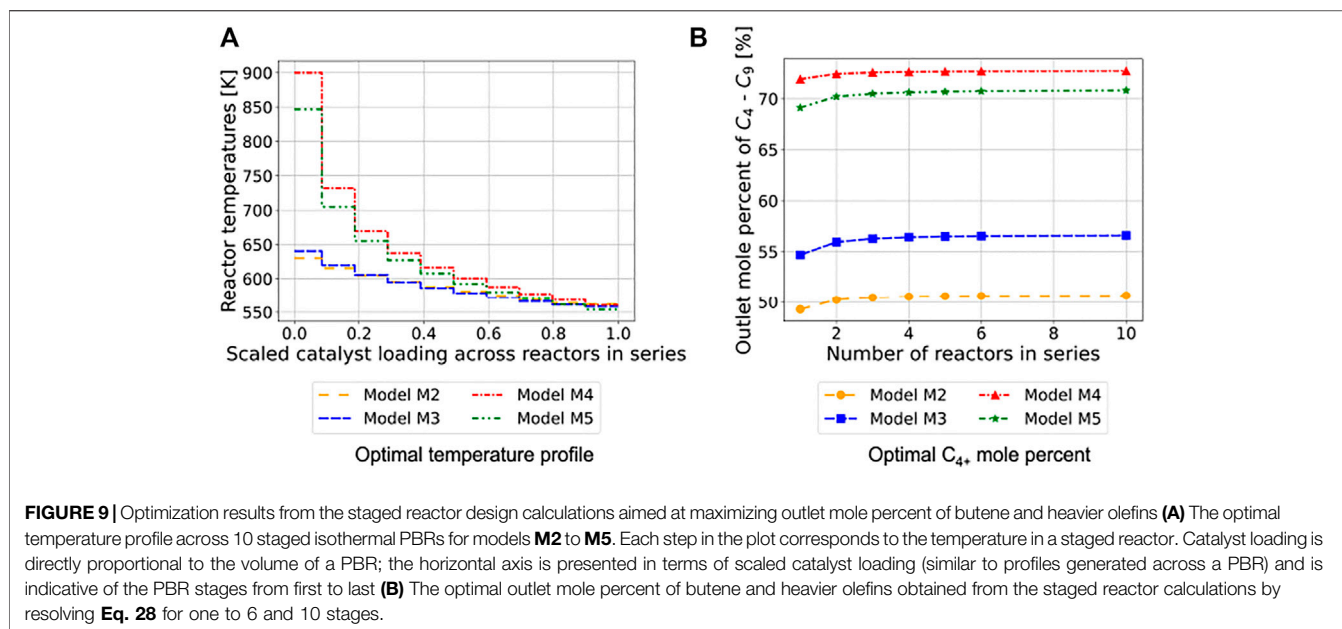 A
Reactor temperatures [K]
900
850
800
750
700
650
600
550
0.0 0.2 0.4 0.6 0.8 1.0
Scaled catalyst loading across reactors in series
Model M2 Model M4
Model M3 Model M5
Optimal temperature profile
B
Outlet mole percent of C4 - C9 [%]
70
65
60
55
50
2 4 6 8 10
Number of reactors in series
Model M2 Model M4
Model M3 Model M5
Optimal C4+ mole percent
FIGURE 9 | Optimization results from the staged reactor design calculations aimed at maximizing outlet mole percent of butene and heavier olefins (A) The optimal
temperature profile across 10 staged isothermal PBRs for models M2 to M5. Each step in the plot corresponds to the temperature in a staged reactor. Catalyst loading is
directly proportional to the volume of a PBR; the horizontal axis is presented in terms of scaled catalyst loading (similar to profiles generated across a PBR) and is
indicative of the PBR stages from first to last (B) The optimal outlet mole percent of butene and heavier olefins obtained from the staged reactor calculations by
resolving Eq. 28 for one to 6 and 10 stages.